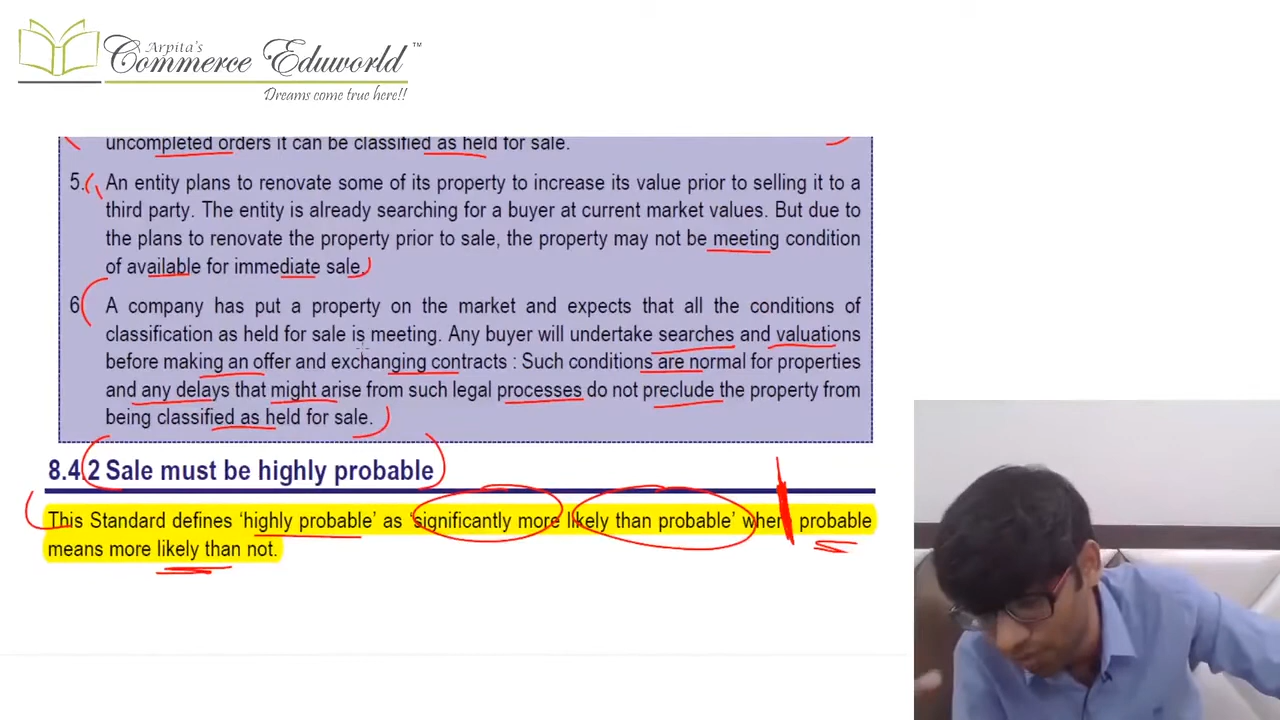 Arpita's
Commerce Eduworld™
Dreams come true here!!
uncompleted orders it can be classified as held for sale.
5. An entity plans to renovate some of its property to increase its value prior to selling it to a
third party. The entity is already searching for a buyer at current market values. But due to
the plans to renovate the property prior to sale, the property may not be meeting condition
of available for immediate sale.
6. A company has put a property on the market and expects that all the conditions of
classification as held for sale is meeting. Any buyer will undertake searches and valuations
before making an offer and exchanging contracts : Such conditions are normal for properties
and any delays that might arise from such legal processes do not preclude the property from
being classified as held for sale.
8.4.2 Sale must be highly probable
This Standard defines ‘highly probable’ as ‘significantly more likely than probable’ where probable
means more likely than not.